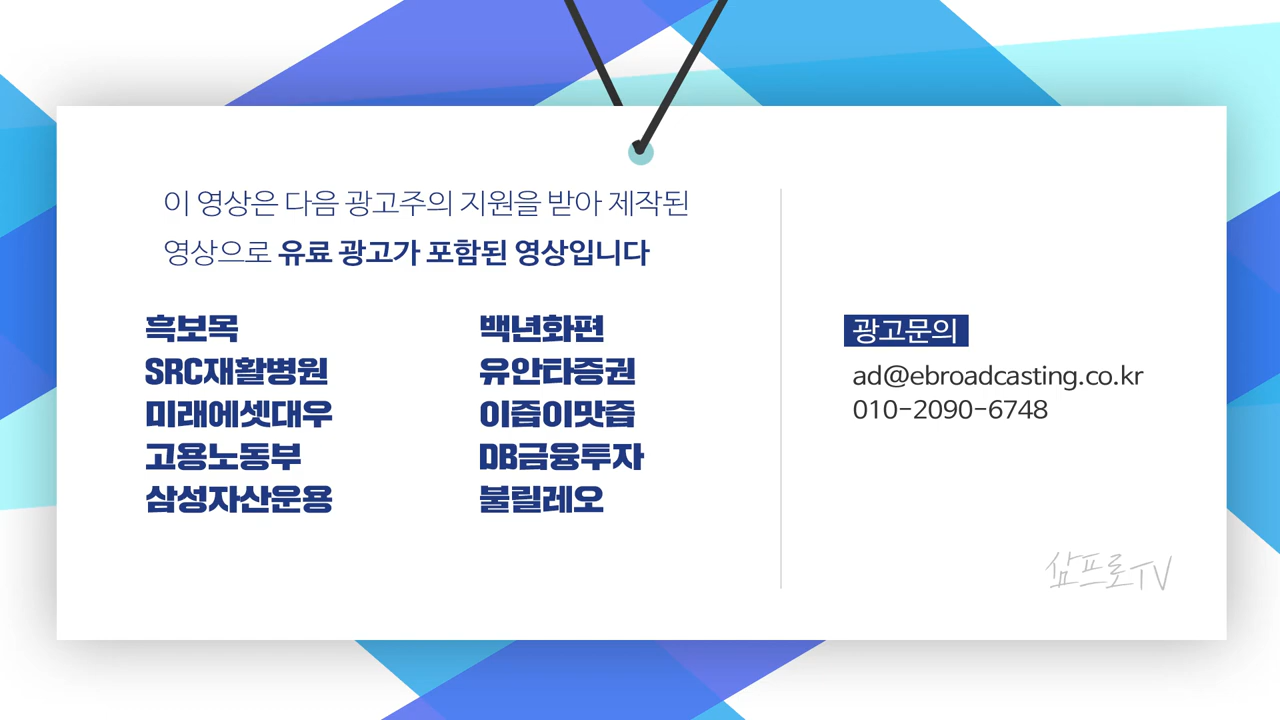 이 영상은 다음 광고주의 지원을 받아 제작된
영상으로 유료 광고가 포함된 영상입니다
흑보목
SRC재활병원
미래에셋대우
고용노동부
삼성자산운용
백년화편
유안타증권
이즙이맛즙
DB금융투자
불릴레오
광고문의
ad@ebroadcasting.co.kr
010-2090-6748
삼프로TV